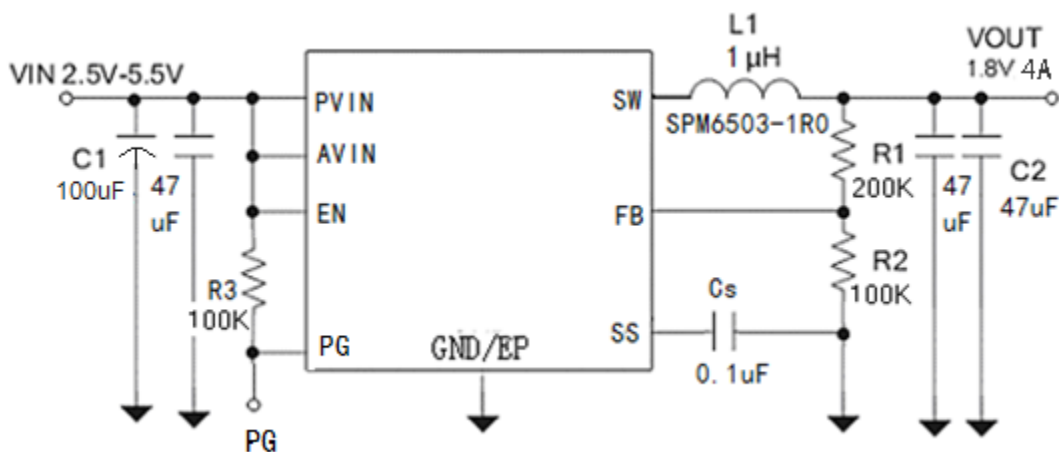 VIN 2.5V-5.5V
C1
100uF
47
uF
R3
100K
PG
PVIN
AVIN
EN
PG
GND/EP
SW
FB
SS
L1
1 μH
SPM6503-1R0
Cs
0.1uF
R1
200K
R2
100K
47
uF
C2
47uF
VOUT
1.8V 4A